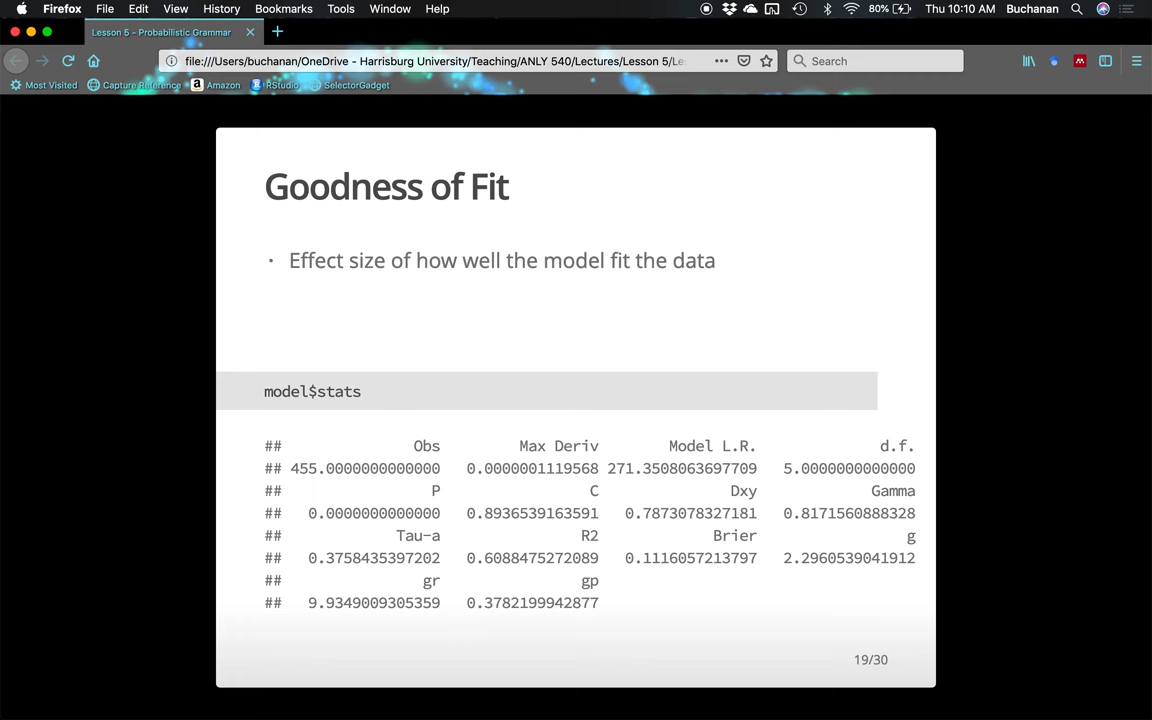 Firefox File Edit View History Bookmarks Tools Window Help 80% Thu 10:10 AM Buchanan
Lesson 5 - Probabilistic Grammar
file:///Users/buchanan/OneDrive - Harrisburg University/Teaching/ANLY 540/Lectures/Lesson 5/Le Search
Most Visited Capture Reference Amazon RStudio SelectorGadget
Goodness of Fit
· Effect size of how well the model fit the data
model$stats
## Obs Max Deriv Model L.R. d.f.
## 455.0000000000000 0.0000001119568 271.3508063697709 5.0000000000000
## P C Dxy Gamma
## 0.0000000000000 0.8936539163591 0.7873078327181 0.8171560888328
## Tau-a R2 Brier g
## 0.3758435397202 0.6088475272089 0.1116057213797 2.2960539041912
## gr gp
## 9.9349009305359 0.3782199942877
19/30